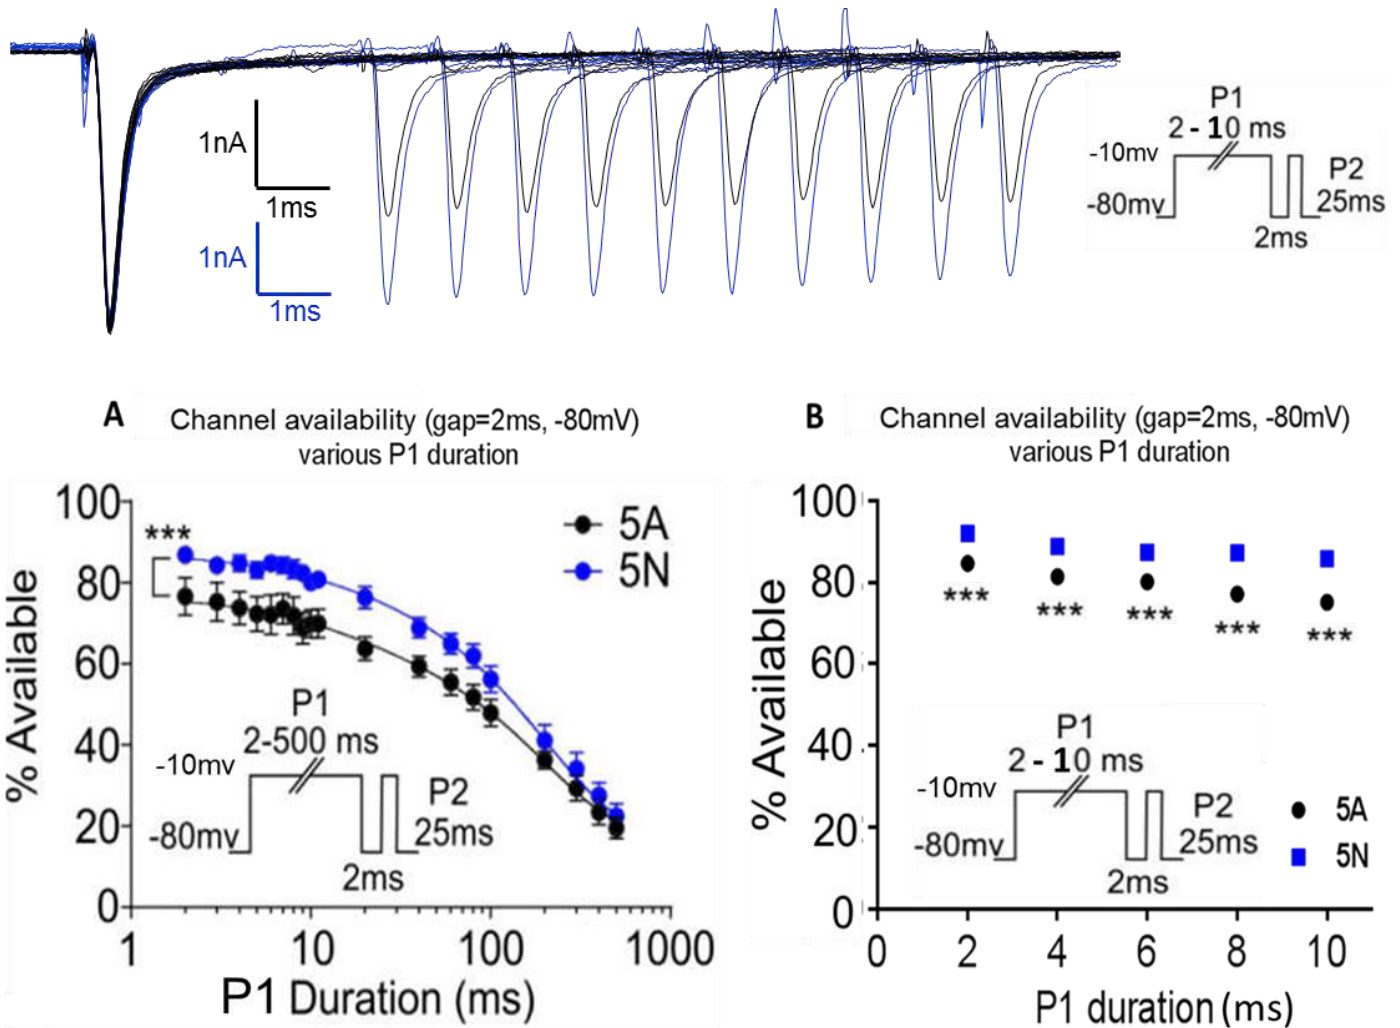 1nA
1ms
1nA
1ms
P1
2 - 10 ms
-10mv
P2
-80mv
25ms
2ms
A
Channel availability (gap=2ms, -80mV)
various P1 duration
100
80
60
40
20
0
% Available
***
5A
5N
P1
2-500 ms
-10mv
P2
-80mv
25ms
2ms
1
10
100
1000
P1 Duration (ms)
B
Channel availability (gap=2ms, -80mV)
various P1 duration
100
80
60
40
20
0
% Available
***
***
***
***
***
P1
2 - 10 ms
-10mv
P2
-80mv
25ms
2ms
5A
5N
0
2
4
6
8
10
P1 duration (ms)